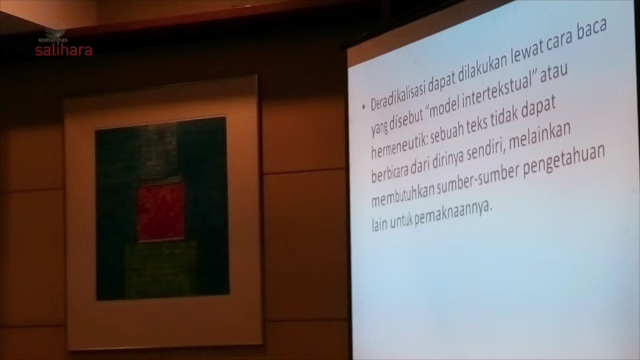 komunitas
salihara
• Deradikalisasi dapat dilakukan lewat cara baca
yang disebut "model intertekstual" atau
hermeneutik: sebuah teks tidak dapat
berbicara dari dirinya sendiri, melainkan
membutuhkan sumber-sumber pengetahuan
lain untuk pemaknaannya.